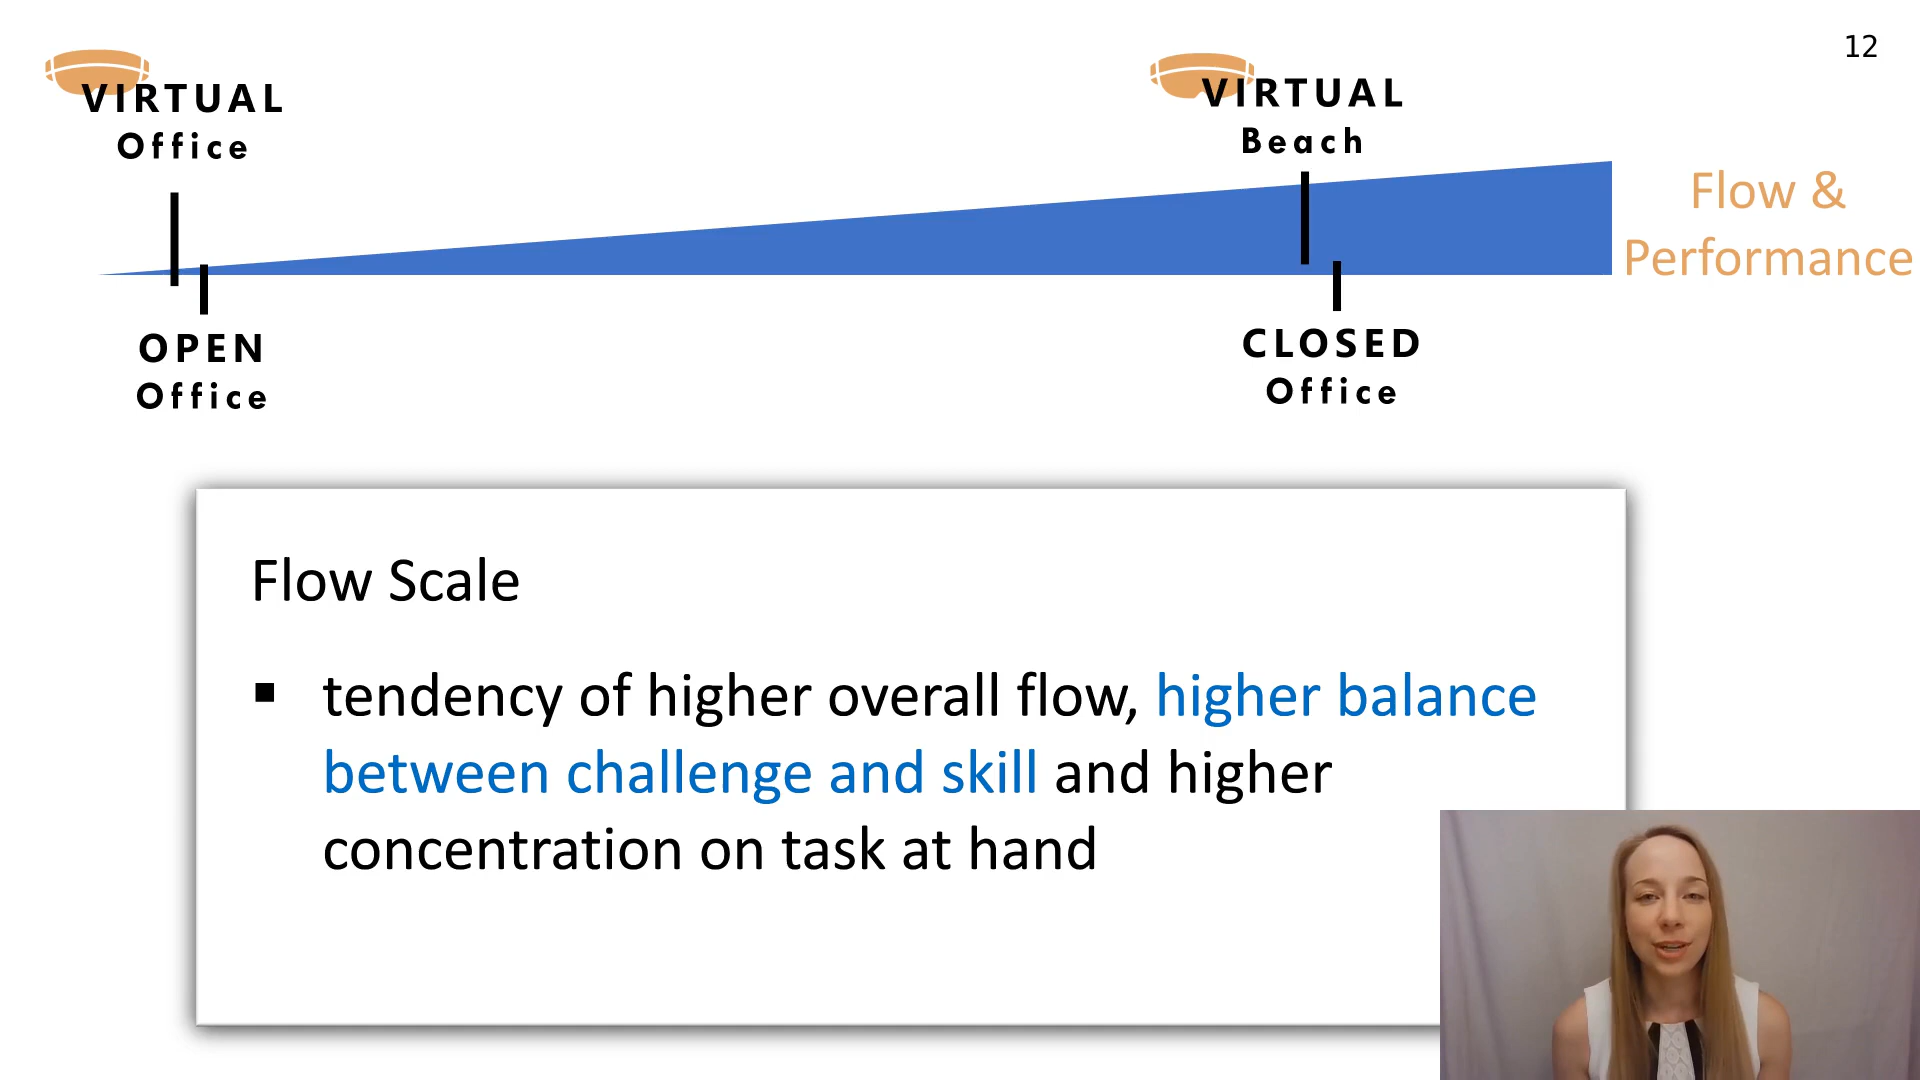 12
VIRTUAL
Office
VIRTUAL
Beach
Flow &
Performance
OPEN
Office
CLOSED
Office
Flow Scale
▪ tendency of higher overall flow, higher balance
between challenge and skill and higher
concentration on task at hand